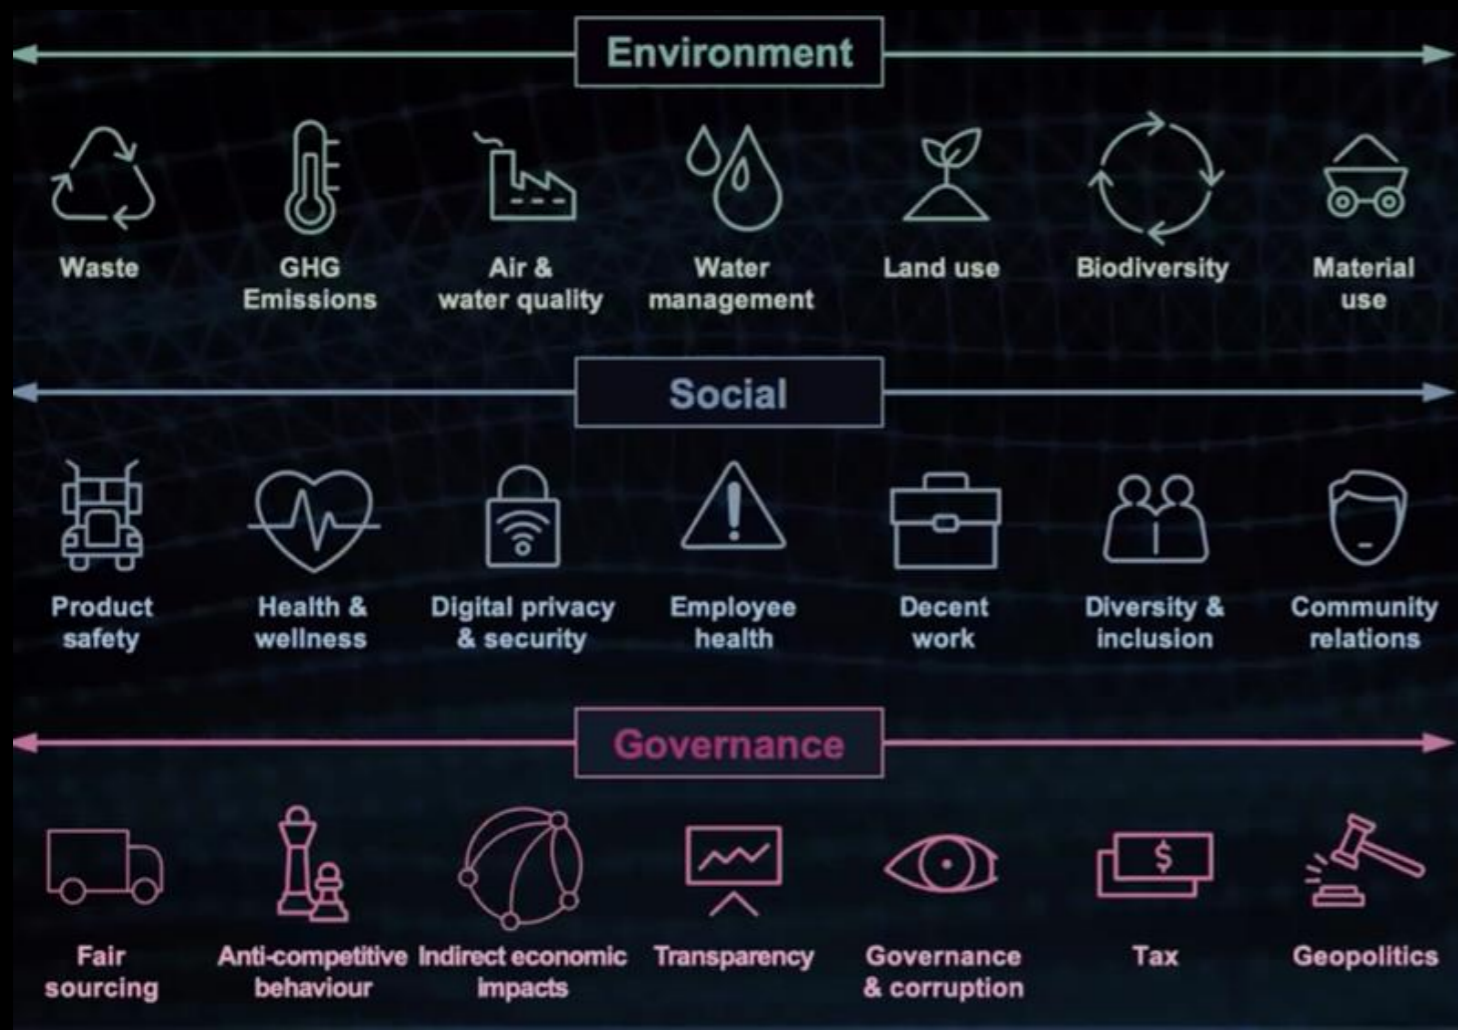 Environment
Waste
GHG
Emissions
Air &
water quality
Water
management
Land use
Biodiversity
Material
use
Social
Product
safety
Health &
wellness
Digital privacy
& security
Employee
health
Decent
work
Diversity &
inclusion
Community
relations
Governance
Fair
sourcing
Anti-competitive
behaviour
Indirect economic
impacts
Transparency
Governance
& corruption
$
Tax
Geopolitics